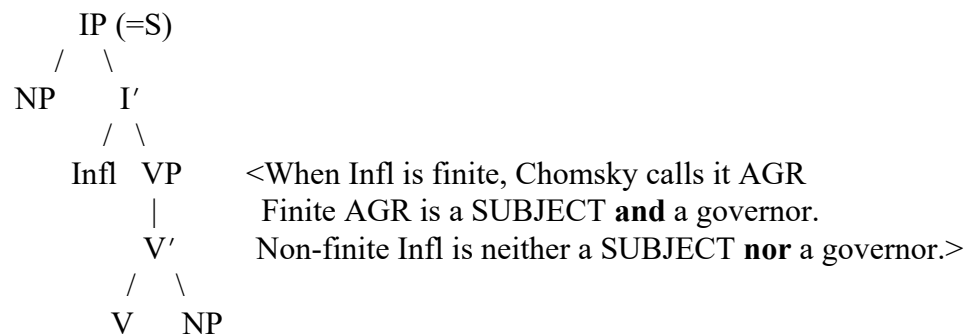 IP (=S)
/ \
NP I′
/ \
Infl VP <When Infl is finite, Chomsky calls it AGR
| Finite AGR is a SUBJECT and a governor.
V′ Non-finite Infl is neither a SUBJECT nor a governor.>
/ \
V NP